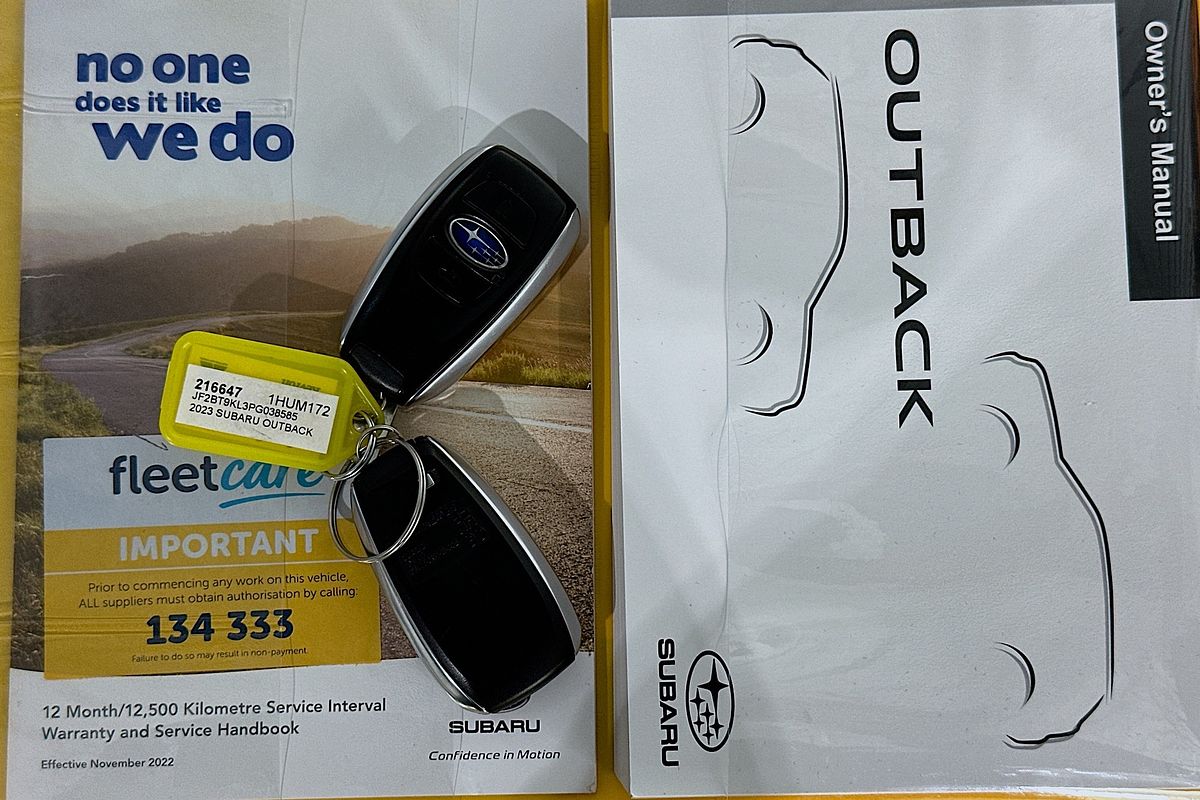 no one
does it like
we do
216647 1HUM172
JF2BT9KL3PG038585
2023 SUBARU OUTBACK
fleetcare
IMPORTANT
Prior to commencing any work on this vehicle,
ALL suppliers must obtain authorisation by calling:
134 333
Failure to do so may result in non-payment.
12 Month/12,500 Kilometre Service Interval
Warranty and Service Handbook
Effective November 2022
SUBARU
Confidence in Motion
Owner's Manual
OUTBACK
SUBARU